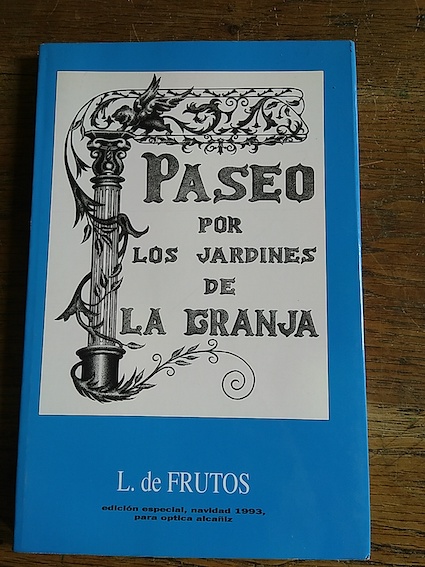 PASEO
POR
LOS JARDINES
DE
LA GRANJA
L. de FRUTOS
edición especial, navidad 1993,
para optica alcañiz